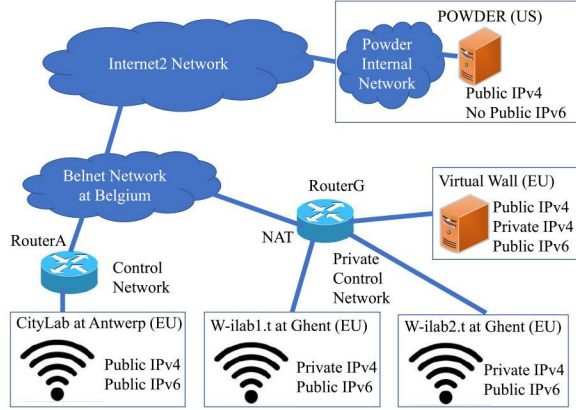 POWDER (US)
Powder
Internal
Network
Public IPv4
No Public IPv6
Internet2 Network
Belnet Network
at Belgium
RouterG
NAT
Private
Control
Network
Virtual Wall (EU)
Public IPv4
Private IPv4
Public IPv6
RouterA
Control
Network
CityLab at Antwerp (EU)
Public IPv4
Public IPv6
W-ilab1.t at Ghent (EU)
Private IPv4
Public IPv6
W-ilab2.t at Ghent (EU)
Private IPv4
Public IPv6